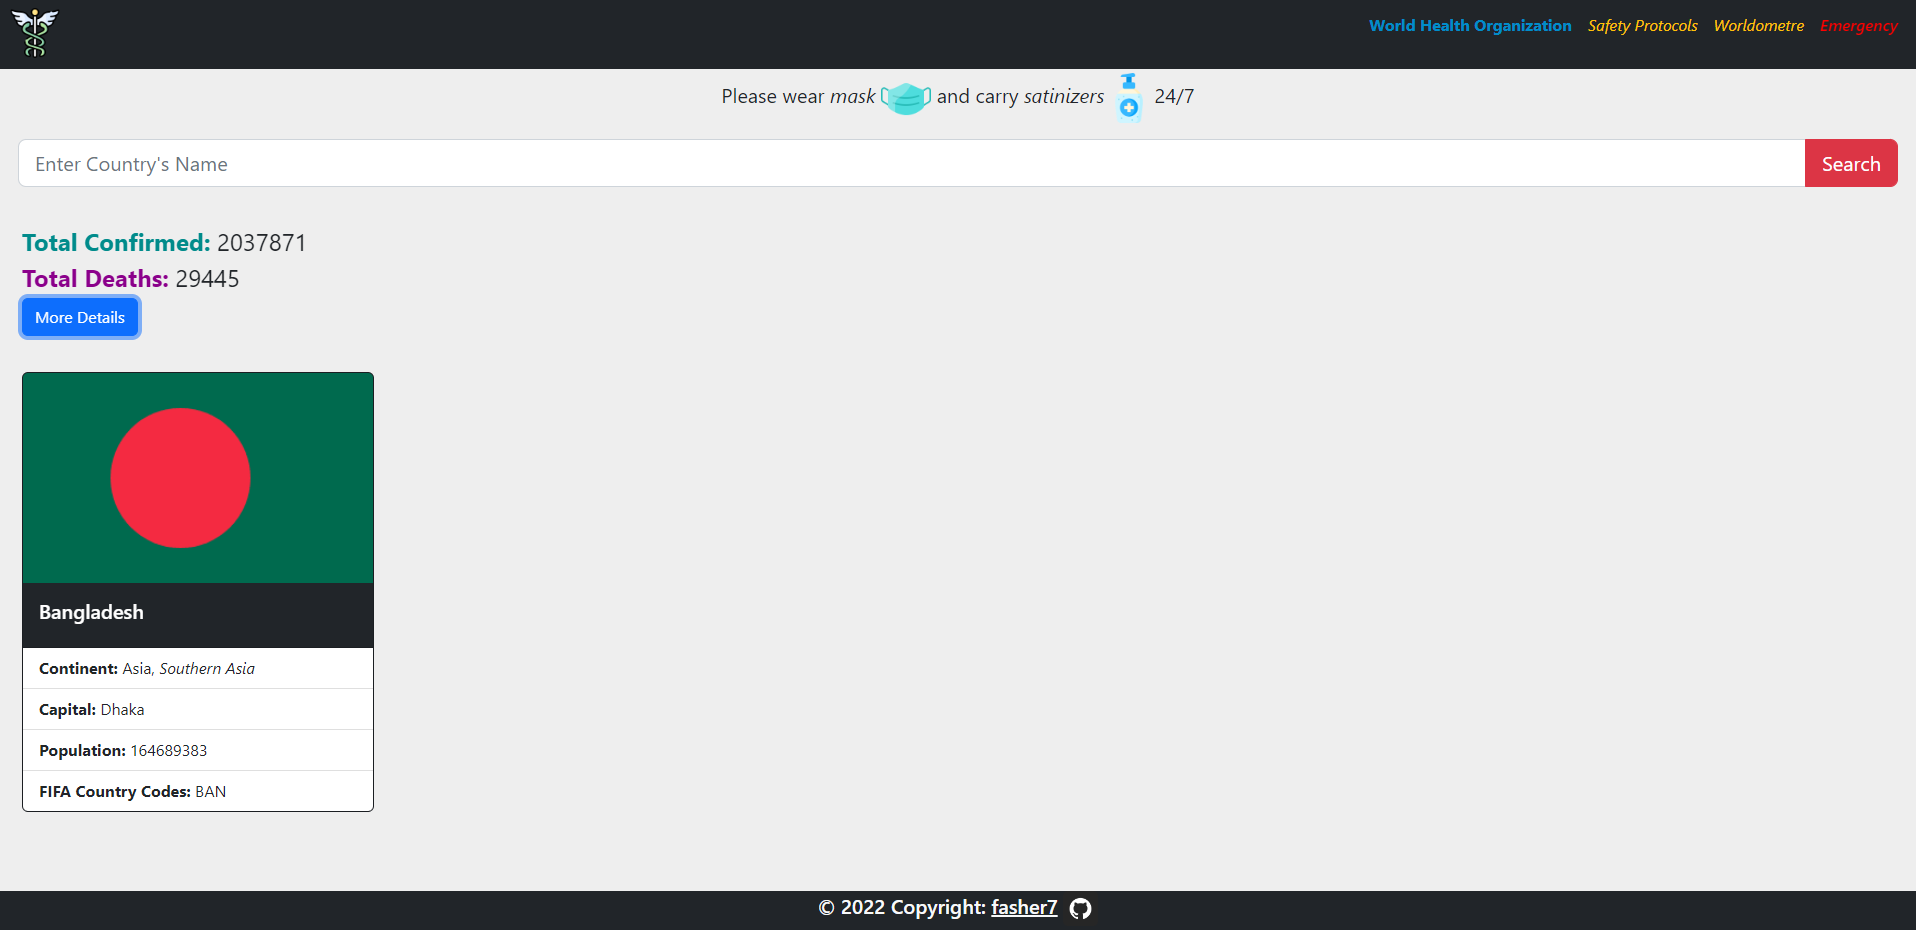 World Health Organization Safety Protocols Worldometre Emergency
Please wear mask and carry satinizers 24/7
Enter Country's Name Search
Total Confirmed: 2037871
Total Deaths: 29445
More Details
Bangladesh
Continent: Asia, Southern Asia
Capital: Dhaka
Population: 164689383
FIFA Country Codes: BAN
© 2022 Copyright: fasher7